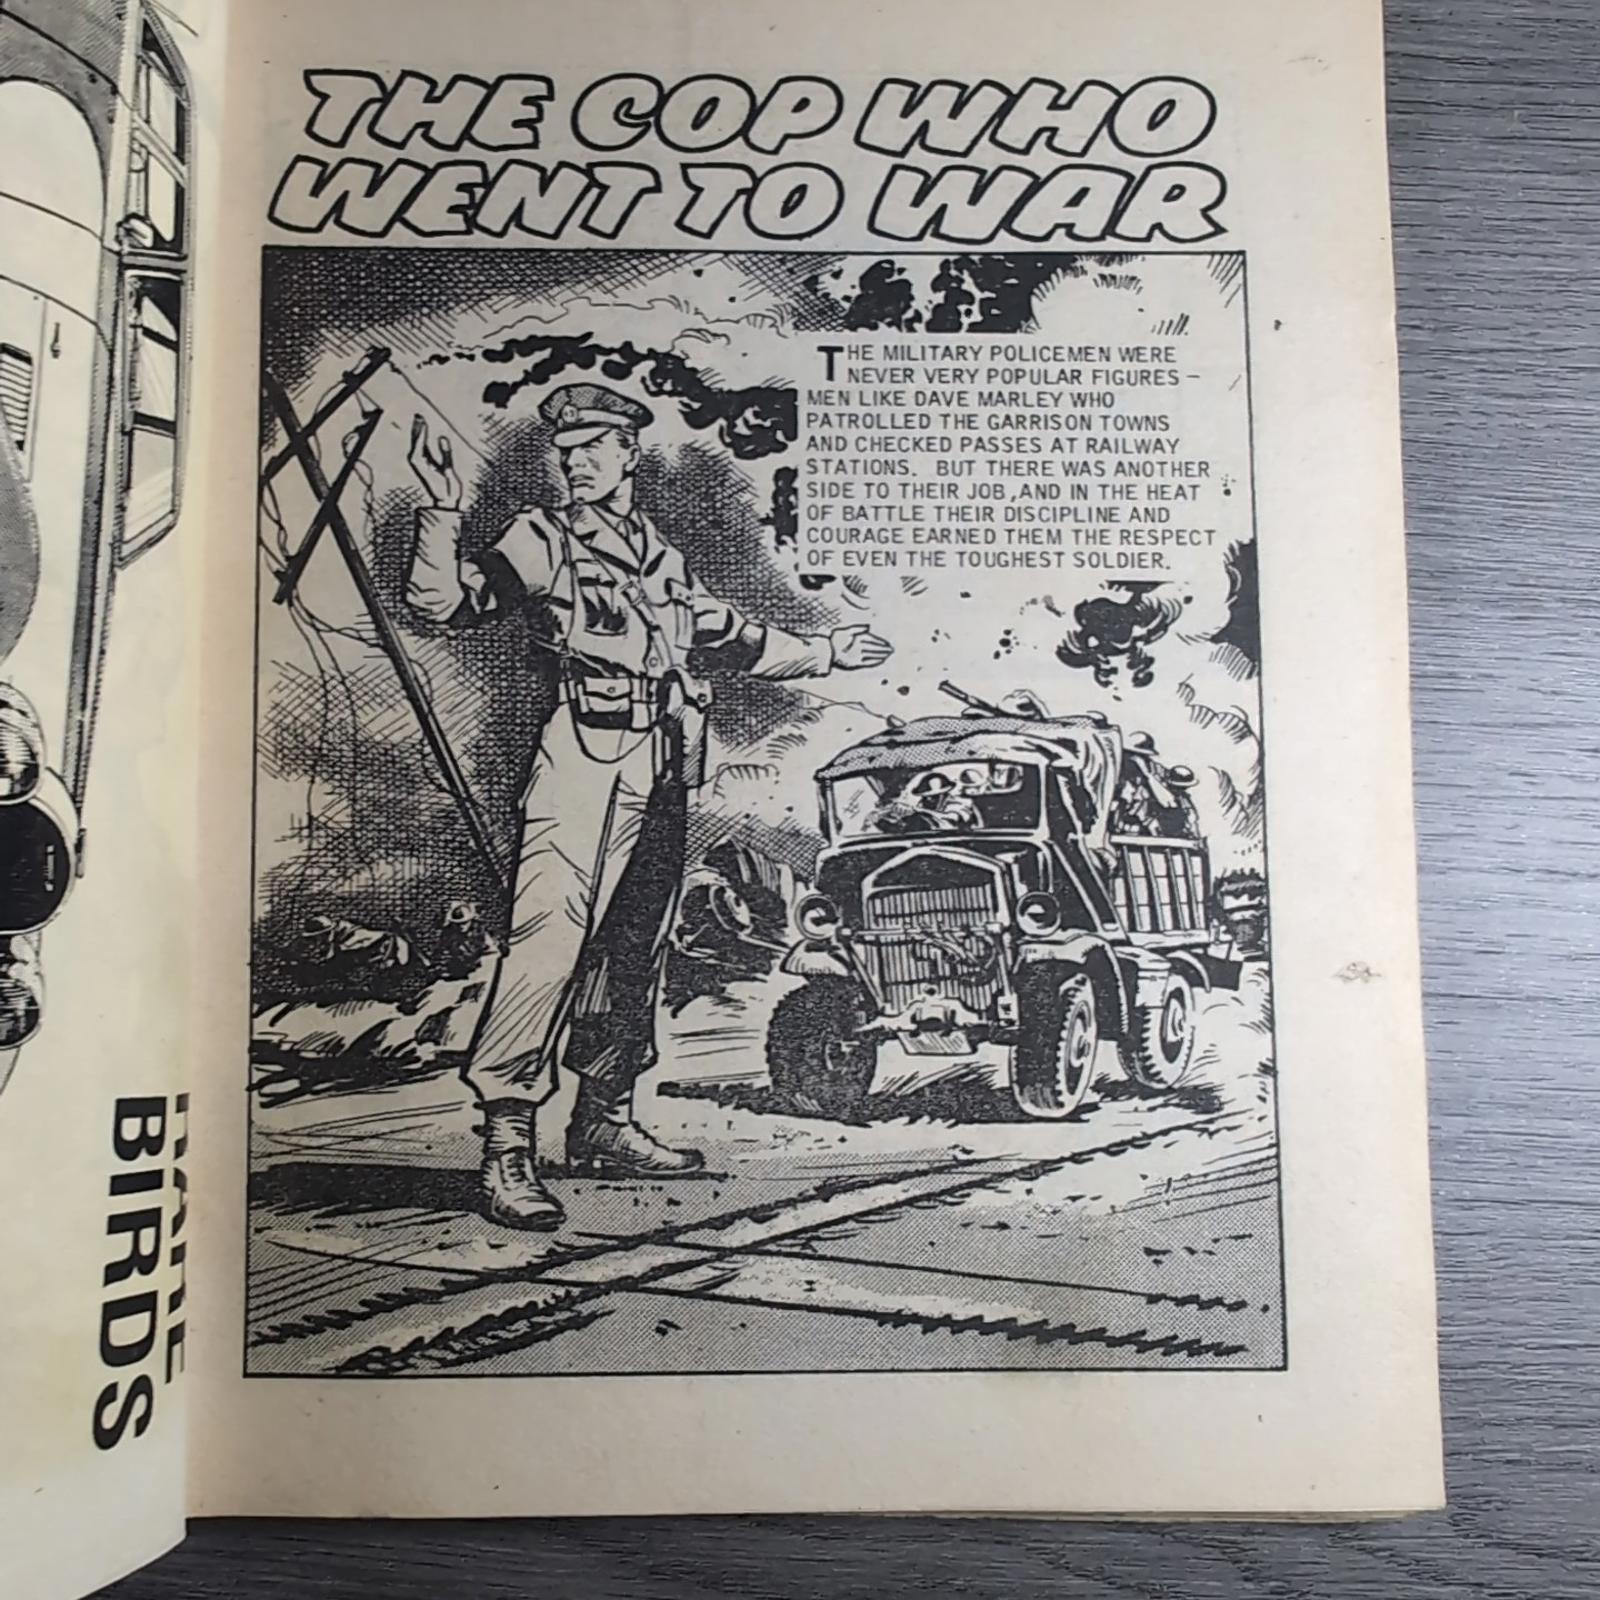 THE COP WHO
WENT TO WAR
THE MILITARY POLICEMEN WERE
NEVER VERY POPULAR FIGURES –
MEN LIKE DAVE MARLEY WHO
PATROLLED THE GARRISON TOWNS
AND CHECKED PASSES AT RAILWAY
STATIONS. BUT THERE WAS ANOTHER
SIDE TO THEIR JOB, AND IN THE HEAT
OF BATTLE THEIR DISCIPLINE AND
COURAGE EARNED THEM THE RESPECT
OF EVEN THE TOUGHEST SOLDIER.
RARE
BIRDS